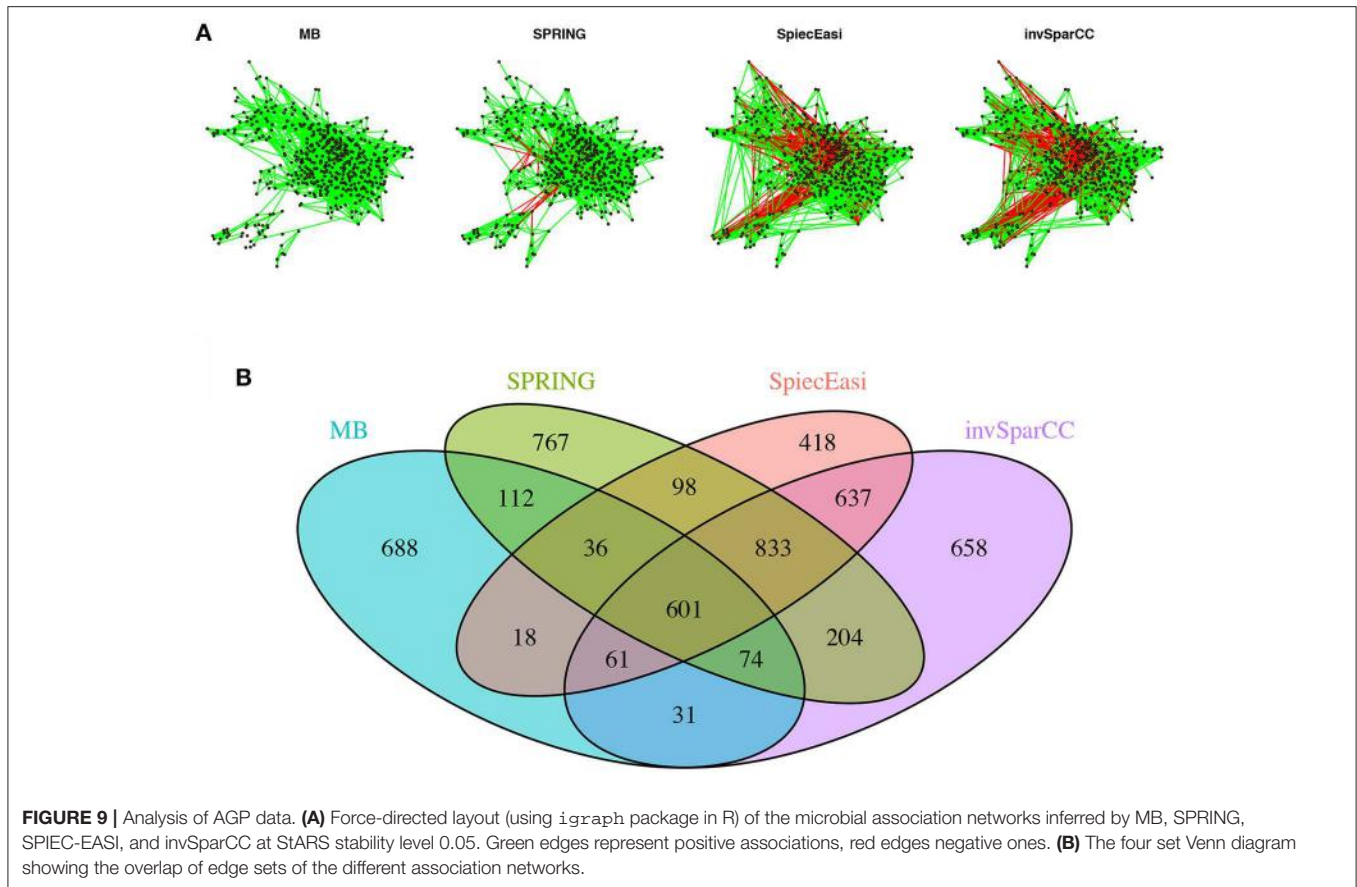 A
MB
SPRING
SpiecEasi
invSparCC
B
SPRING
SpiecEasi
MB
invSparCC
767
418
112
98
637
688
36
833
658
601
18
204
61
74
31
FIGURE 9 | Analysis of AGP data. (A) Force-directed layout (using igraph package in R) of the microbial association networks inferred by MB, SPRING,
SPIEC-EASI, and invSparCC at StARS stability level 0.05. Green edges represent positive associations, red edges negative ones. (B) The four set Venn diagram
showing the overlap of edge sets of the different association networks.